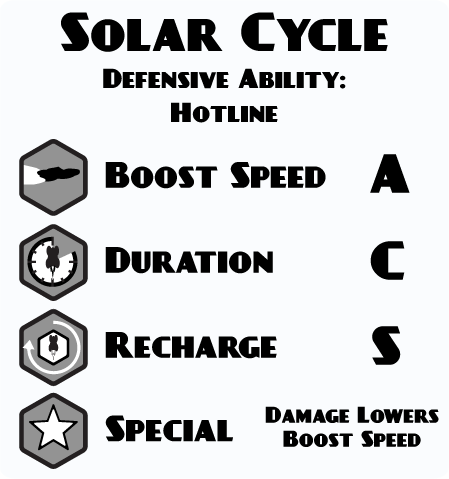 Solar Cycle
Defensive Ability:
Hotline
Boost Speed A
Duration C
Recharge S
Special Damage Lowers
Boost Speed